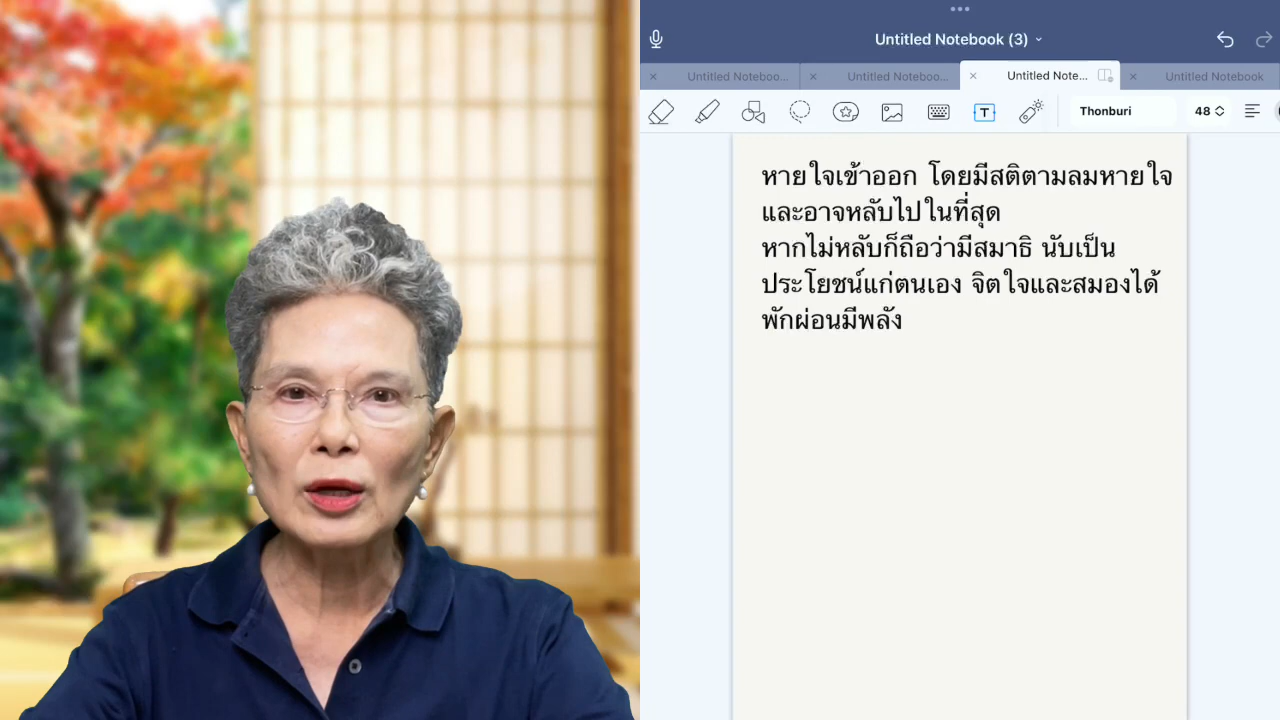 Untitled Notebook (3)
Untitled Noteboo...
Untitled Noteboo...
Untitled Note...
Untitled Notebook
Thonburi
48
T
หายใจเข้าออก โดยมีสติตามลมหายใจ
และอาจหลับไปในที่สุด
หากไม่หลับก็ถือว่ามีสมาธิ นับเป็น
ประโยชน์แก่ตนเอง จิตใจและสมองได้
พักผ่อนมีพลัง